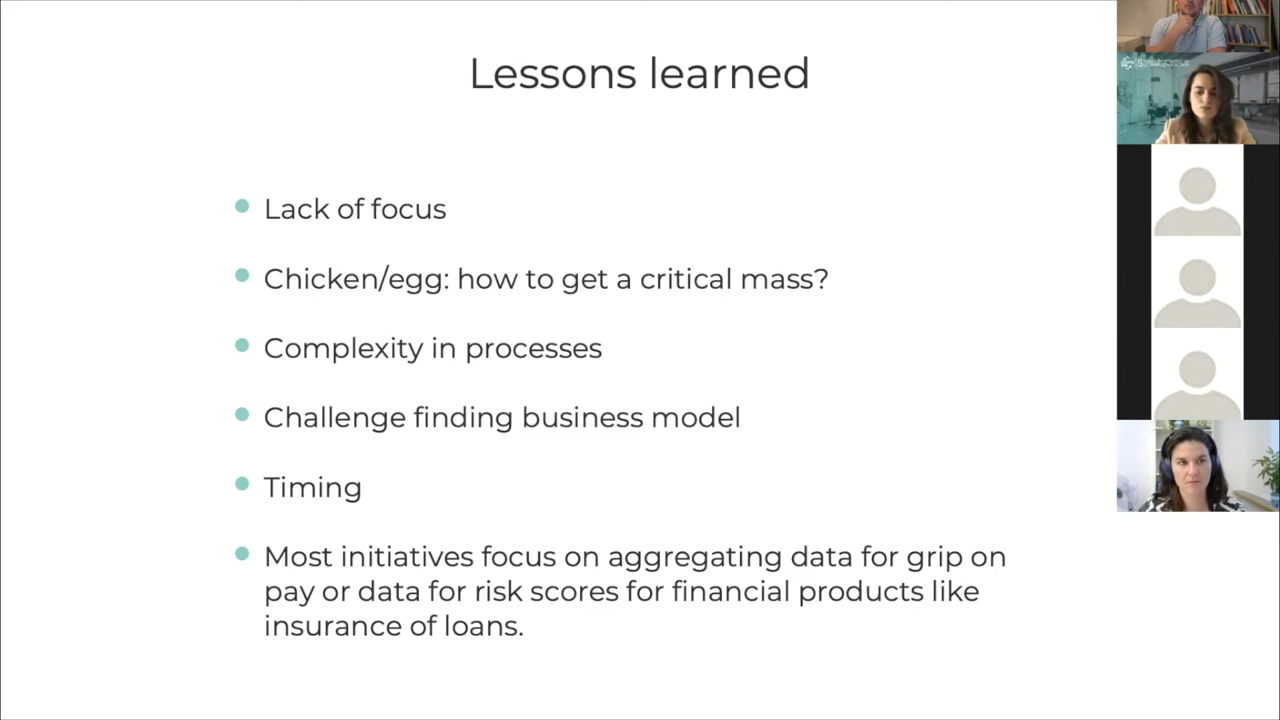 Lessons learned
Lack of focus
Chicken/egg: how to get a critical mass?
Complexity in processes
Challenge finding business model
Timing
Most initiatives focus on aggregating data for grip on
pay or data for risk scores for financial products like
insurance of loans.